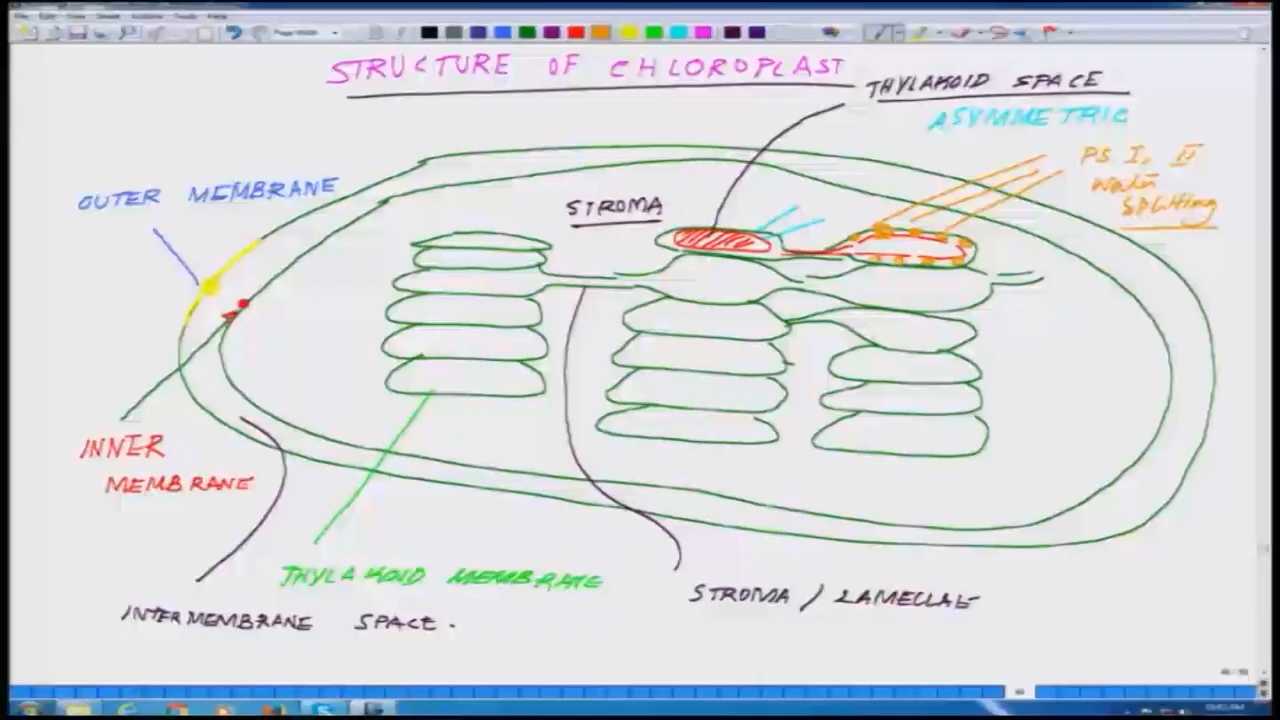 STRUCTURE OF CHLOROPLAST
THYLAKOID SPACE
ASYMMETRIC
PS I, II
Water
Splitting
OUTER MEMBRANE
STROMA
INNER
MEMBRANE
THYLAKOID MEMBRANE
STROMA / LAMELLAE
INTERMEMBRANE SPACE.